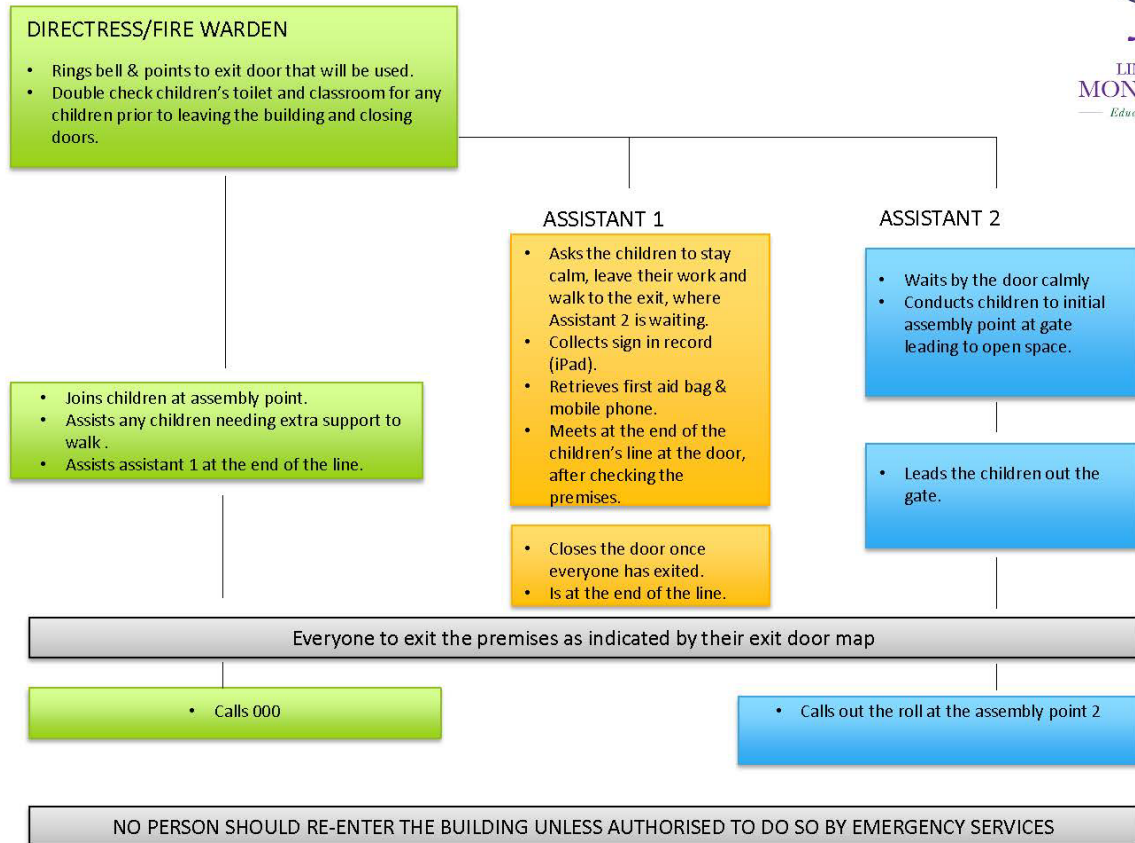 DIRECTRESS/FIRE WARDEN
• Rings bell & points to exit door that will be used.
• Double check children's toilet and classroom for any
children prior to leaving the building and closing
doors.
LI
MON
Educ
ASSISTANT 1
• Asks the children to stay
calm, leave their work and
walk to the exit, where
Assistant 2 is waiting.
• Collects sign in record
(iPad).
• Retrieves first aid bag &
mobile phone.
• Meets at the end of the
children's line at the door,
after checking the
premises.
• Closes the door once
everyone has exited.
• Is at the end of the line.
ASSISTANT 2
• Waits by the door calmly
• Conducts children to initial
assembly point at gate
leading to open space.
• Leads the children out the
gate.
• Joins children at assembly point.
• Assists any children needing extra support to
walk .
• Assists assistant 1 at the end of the line.
Everyone to exit the premises as indicated by their exit door map
• Calls 000
• Calls out the roll at the assembly point 2
NO PERSON SHOULD RE-ENTER THE BUILDING UNLESS AUTHORISED TO DO SO BY EMERGENCY SERVICES